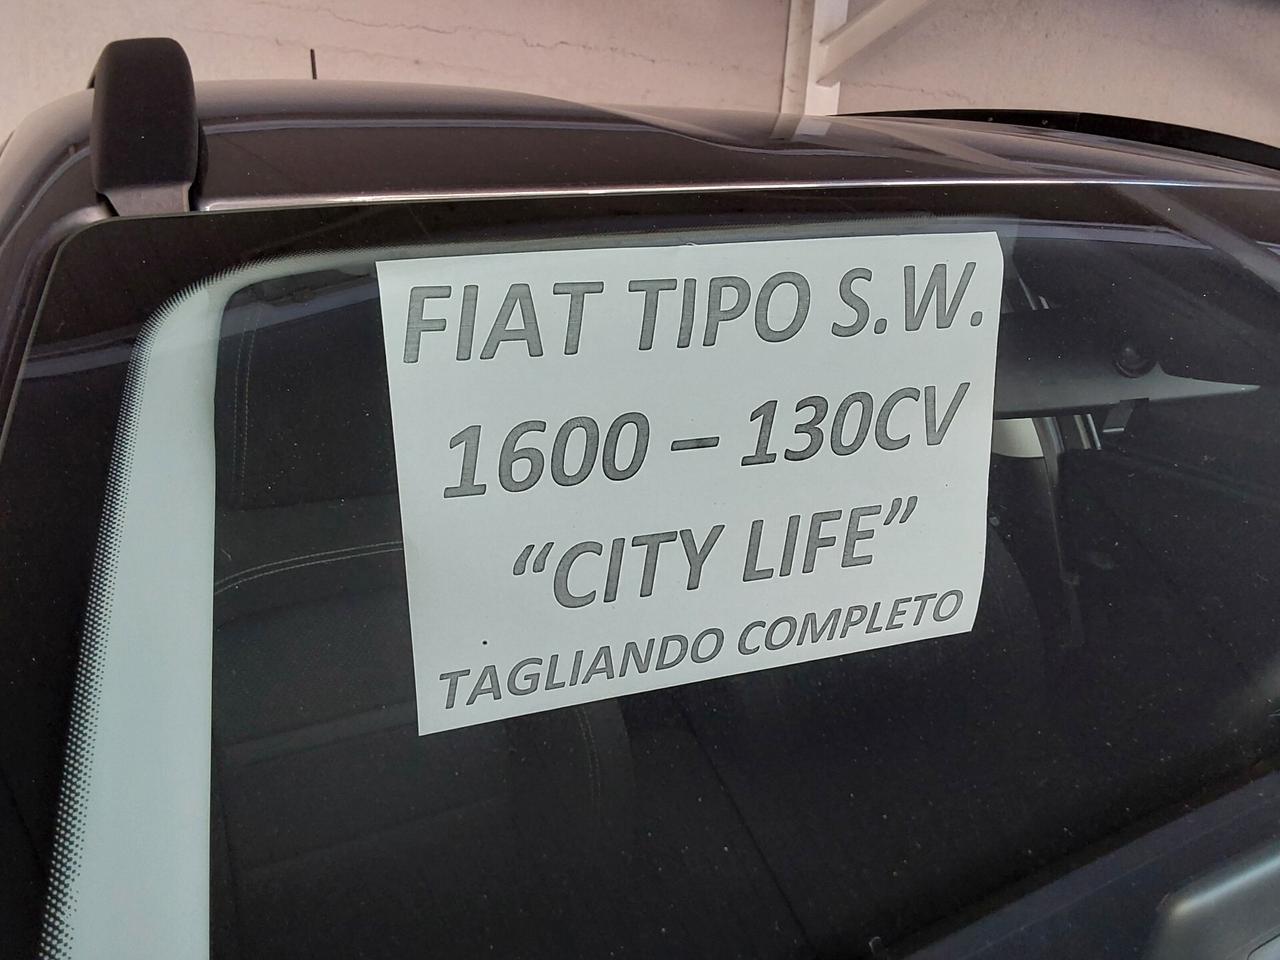 FIAT TIPO S.W.
1600 – 130CV
“CITY LIFE”
TAGLIANDO COMPLETO